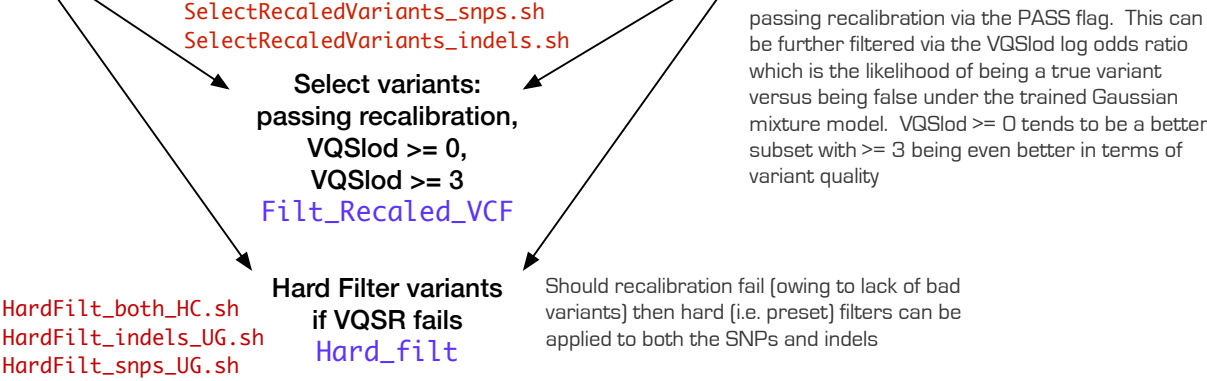 SelectRecaledVariants_snps.sh
SelectRecaledVariants_indels.sh
Select variants:
passing recalibration,
VQSlod >= 0,
VQSlod >= 3
Filt_Recaled_VCF
passing recalibration via the PASS flag. This can
be further filtered via the VQSlod log odds ratio
which is the likelihood of being a true variant
versus being false under the trained Gaussian
mixture model. VQSlod >= 0 tends to be a better
subset with >= 3 being even better in terms of
variant quality
HardFilt_both_HC.sh
HardFilt_indels_UG.sh
HardFilt_snps_UG.sh
Hard Filter variants
if VQSR fails
Hard_filt
Should recalibration fail (owing to lack of bad
variants) then hard (i.e. preset) filters can be
applied to both the SNPs and indels